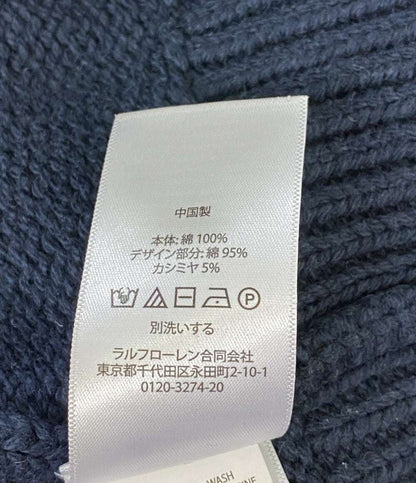 中国製
本体: 綿 100%
デザイン部分: 綿 95%
カシミヤ 5%
別洗いする
ラルフローレン合同会社
東京都千代田区永田町2-10-1
0120-3274-20
WASH